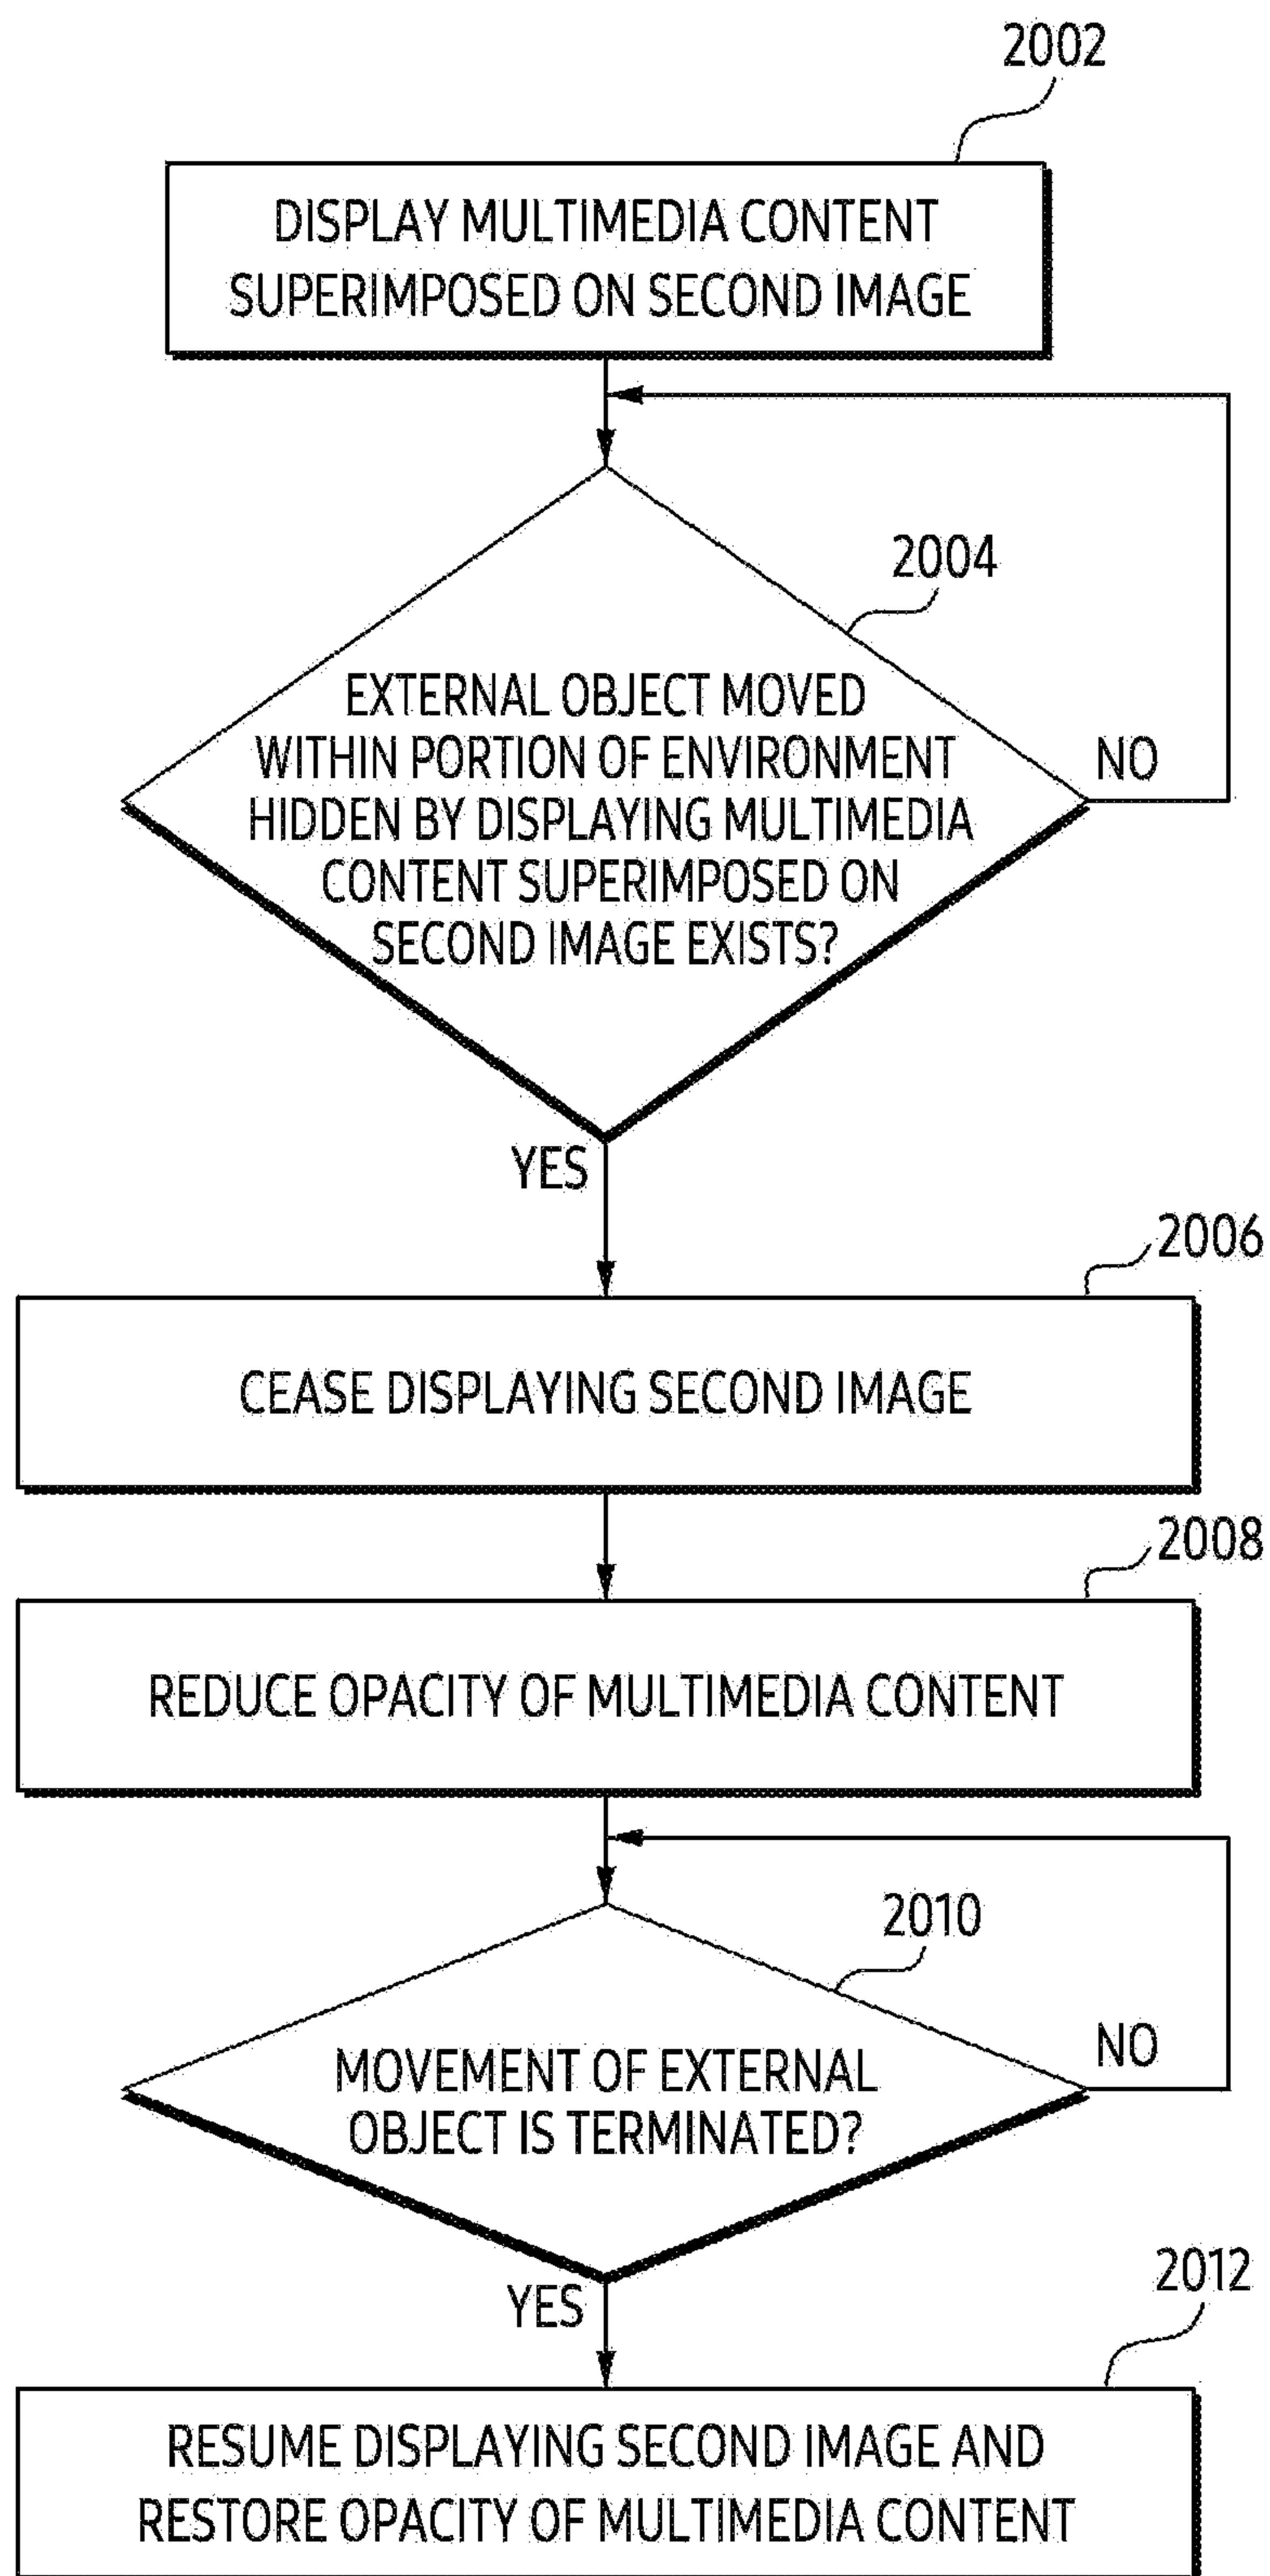 2002
DISPLAY MULTIMEDIA CONTENT
SUPERIMPOSED ON SECOND IMAGE
2004
EXTERNAL OBJECT MOVED
WITHIN PORTION OF ENVIRONMENT
HIDDEN BY DISPLAYING MULTIMEDIA
CONTENT SUPERIMPOSED ON
SECOND IMAGE EXISTS?
NO
YES
2006
CEASE DISPLAYING SECOND IMAGE
2008
REDUCE OPACITY OF MULTIMEDIA CONTENT
2010
MOVEMENT OF EXTERNAL
OBJECT IS TERMINATED?
NO
YES
2012
RESUME DISPLAYING SECOND IMAGE AND
RESTORE OPACITY OF MULTIMEDIA CONTENT